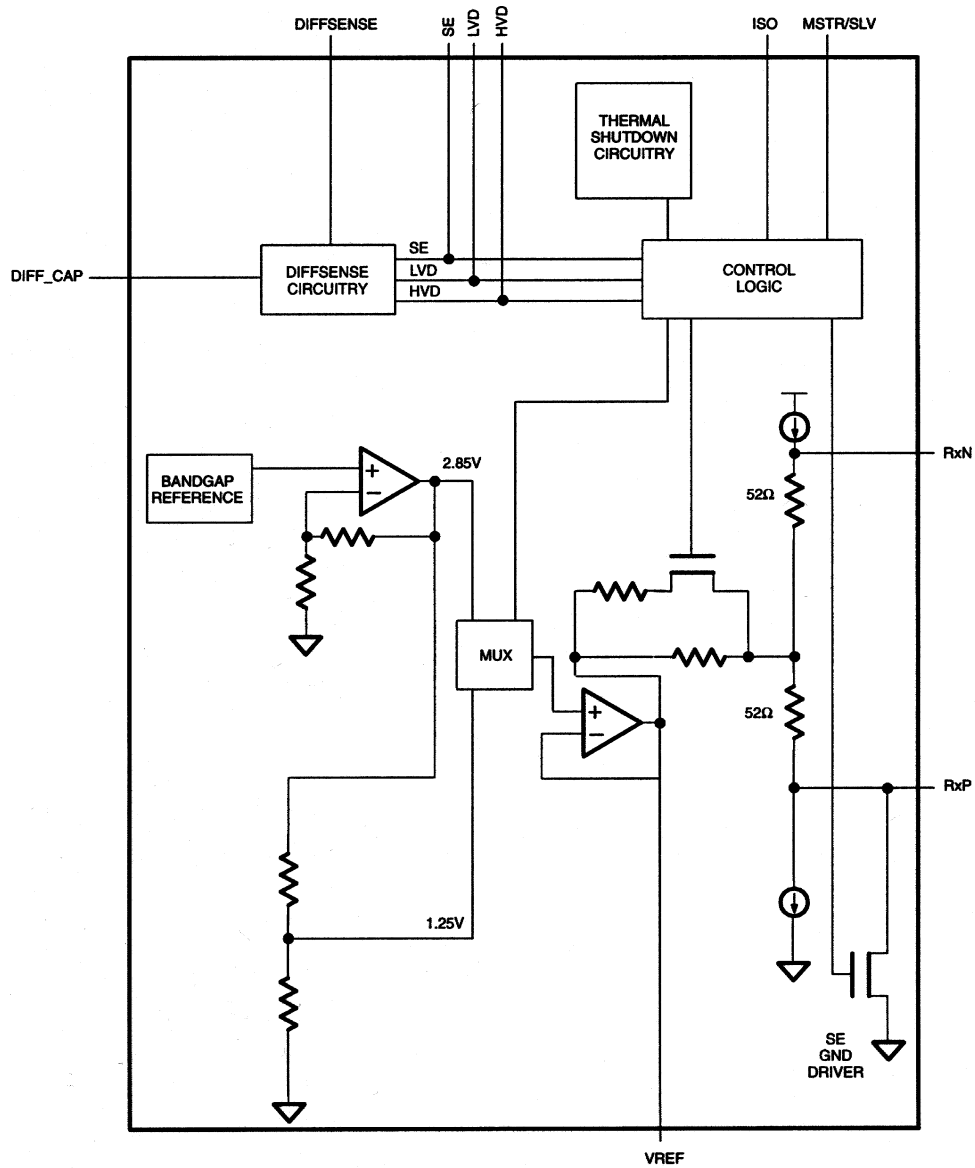 DIFFSENSE
SE
LVD
HVD
ISO
MSTR/SLV
THERMAL
SHUTDOWN
CIRCUITRY
DIFF_CAP
DIFFSENSE
CIRCUITRY
SE
LVD
HVD
CONTROL
LOGIC
BANDGAP
REFERENCE
+
−
2.85V
RxN
52Ω
MUX
+
−
52Ω
RxP
1.25V
SE
GND
DRIVER
VREF